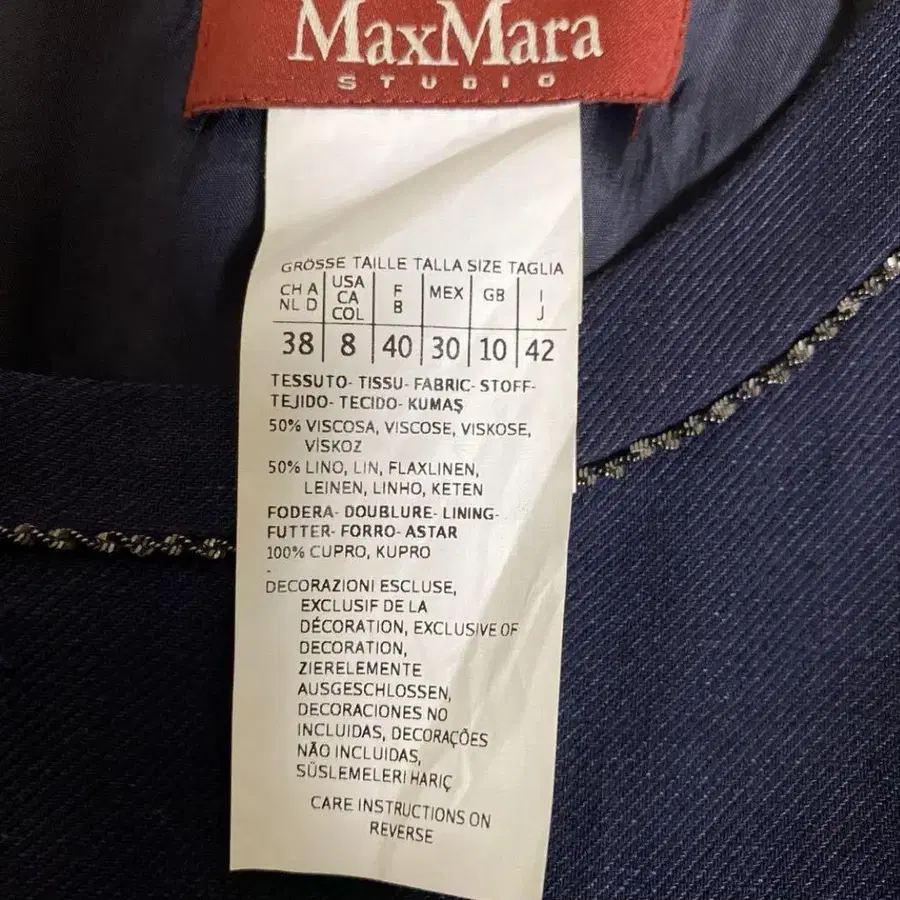 MaxMara
STUDIO
GRÖSSE TAILLE TALLA SIZE TAGLIA
CH A NL D USA CA COL F B MEX GB I J
38 8 40 30 10 42
TESSUTO- TISSU- FABRIC- STOFF-
TEJIDO- TECIDO- KUMAŞ
50% VISCOSA, VISCOSE, VISKOSE,
VİSKOZ
50% LINO, LIN, FLAXLINEN,
LEINEN, LINHO, KETEN
FODERA- DOUBLURE- LINING-
FUTTER- FORRO- ASTAR
100% CUPRO, KUPRO
-
DECORAZIONI ESCLUSE,
EXCLUSIF DE LA
DÉCORATION, EXCLUSIVE OF
DECORATION,
ZIERELEMENTE
AUSGESCHLOSSEN,
DECORACIONES NO
INCLUIDAS, DECORAÇÕES
NÃO INCLUIDAS,
SÜSLEMELERI HARIÇ
CARE INSTRUCTIONS ON
REVERSE